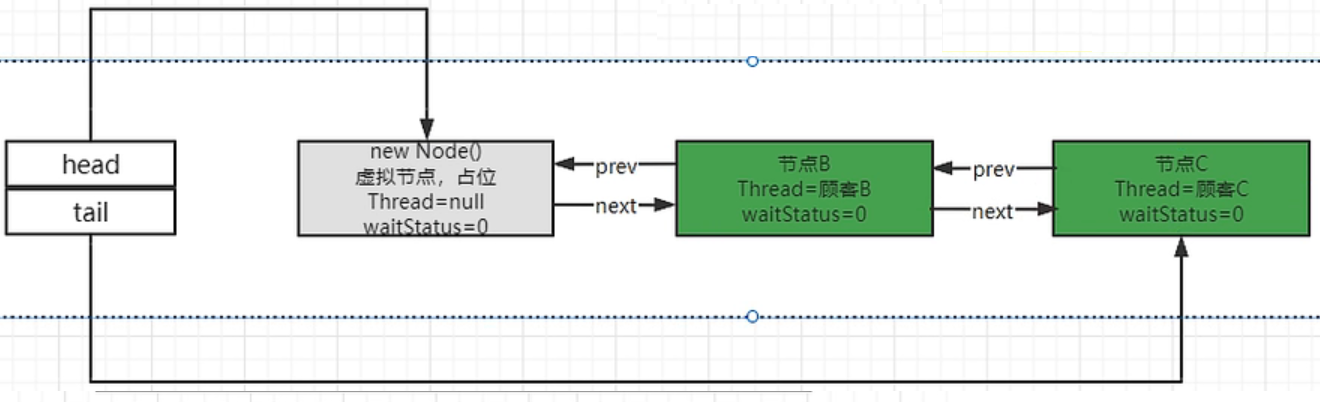 head
tail
new Node()
虚拟节点，占位
Thread=null
waitStatus=0
prev
next
节点B
Thread=顾客B
waitStatus=0
prev
next
节点C
Thread=顾客C
waitStatus=0